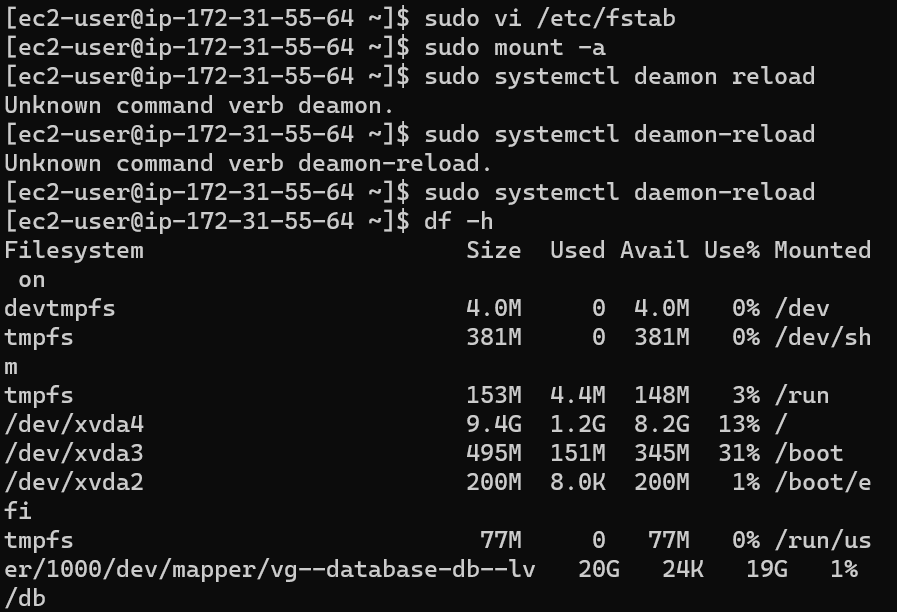 [ec2-user@ip-172-31-55-64 ~]$ sudo vi /etc/fstab
[ec2-user@ip-172-31-55-64 ~]$ sudo mount -a
[ec2-user@ip-172-31-55-64 ~]$ sudo systemctl deamon reload
Unknown command verb deamon.
[ec2-user@ip-172-31-55-64 ~]$ sudo systemctl deamon-reload
Unknown command verb deamon-reload.
[ec2-user@ip-172-31-55-64 ~]$ sudo systemctl daemon-reload
[ec2-user@ip-172-31-55-64 ~]$ df -h
Filesystem                       Size  Used Avail Use% Mounted
 on
devtmpfs                         4.0M     0  4.0M   0% /dev
tmpfs                            381M     0  381M   0% /dev/sh
m
tmpfs                            153M  4.4M  148M   3% /run
/dev/xvda4                       9.4G  1.2G  8.2G  13% /
/dev/xvda3                       495M  151M  345M  31% /boot
/dev/xvda2                       200M  8.0K  200M   1% /boot/e
fi
tmpfs                             77M     0   77M   0% /run/us
er/1000/dev/mapper/vg--database-db--lv   20G   24K   19G   1%
/db